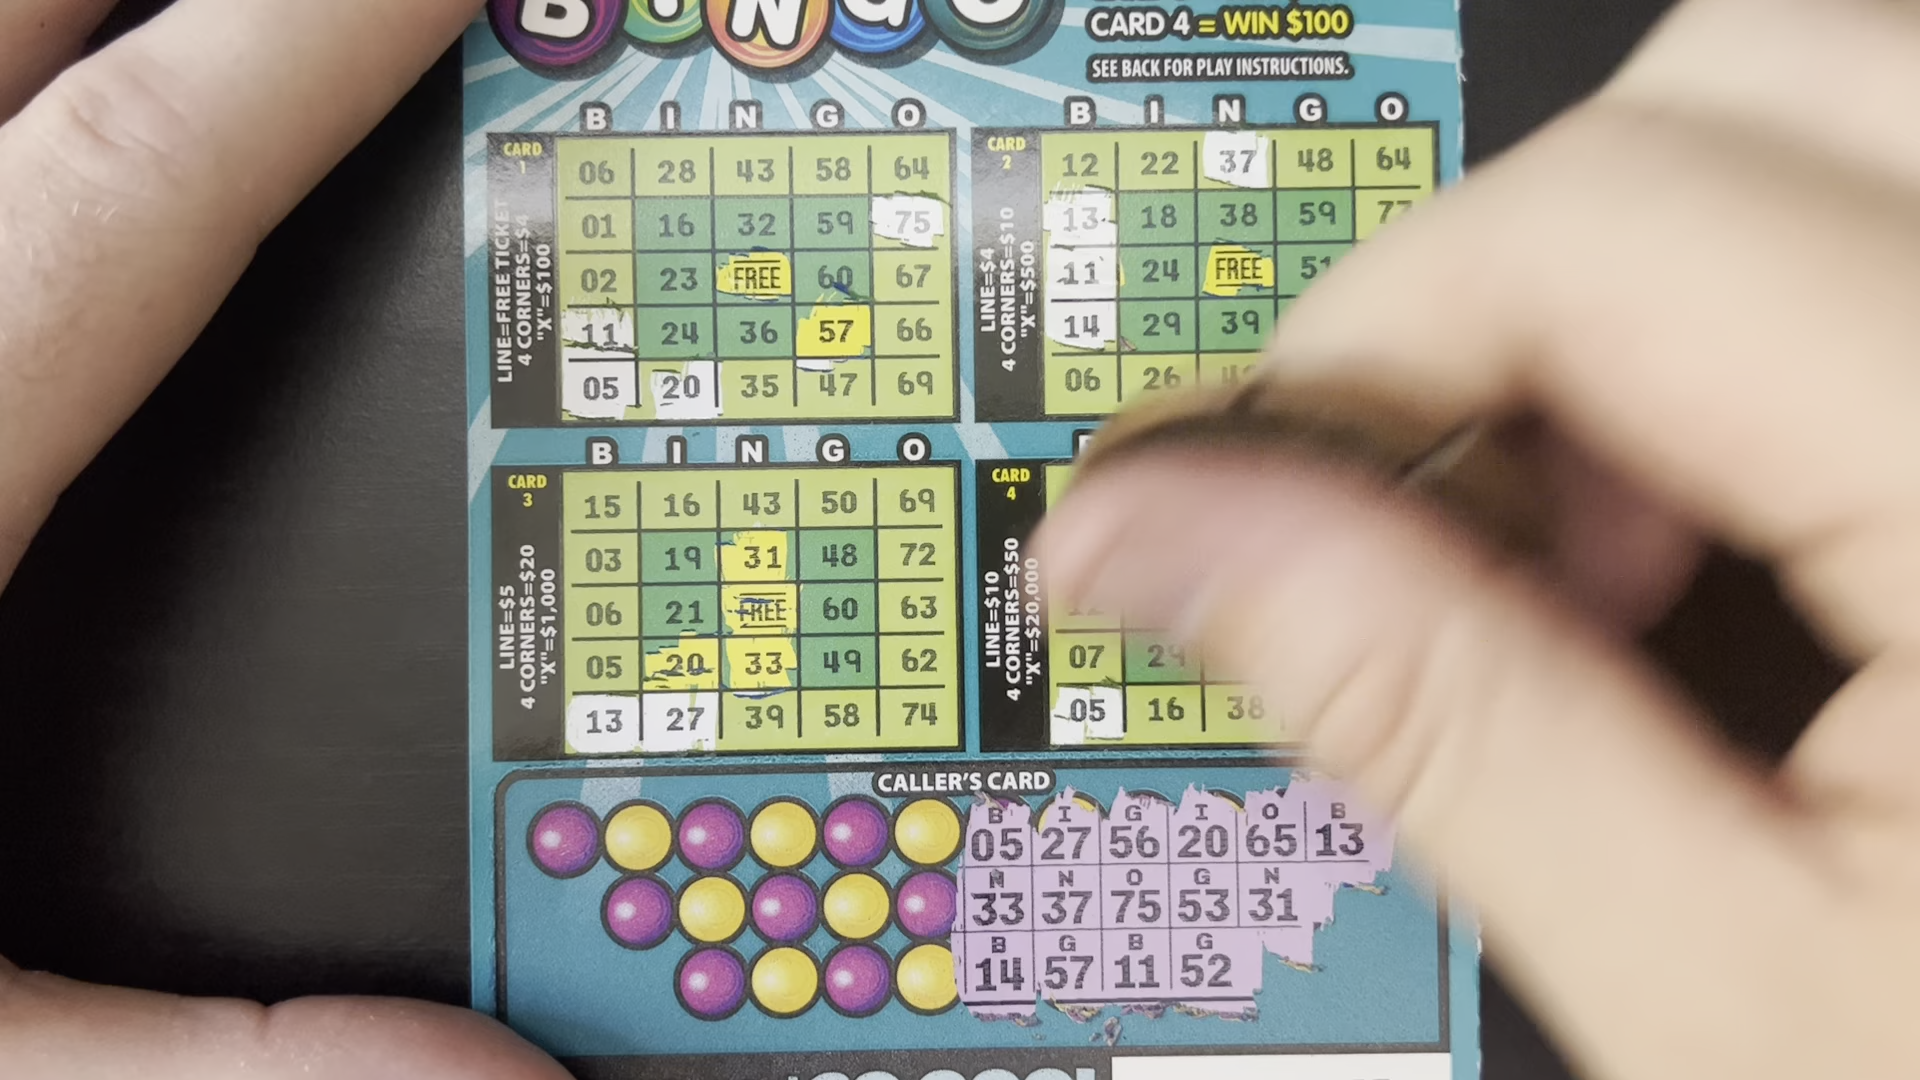 BINGO
CARD 4 = WIN $100
SEE BACK FOR PLAY INSTRUCTIONS.
B I N G O
CARD 1
LINE=FREE TICKET
4 CORNERS=$4
"X"=$100
06 28 43 58 64
01 16 32 59 75
02 23 FREE 60 67
11 24 36 57 66
05 20 35 47 69
B I N G O
CARD 2
LINE=$4
4 CORNERS=$10
"X"=$500
12 22 37 48 64
13 18 38 59
11 24 FREE
14 29 39
06 26
B I N G O
CARD 3
LINE=$5
4 CORNERS=$20
"X"=$1,000
15 16 43 50 69
03 19 31 48 72
06 21 FREE 60 63
05 20 33 49 62
13 27 39 58 74
CARD 4
LINE=$10
4 CORNERS=$50
"X"=$20,000
07
05 16 38
CALLER'S CARD
B I G I O B
05 27 56 20 65 13
N N O G N
33 37 75 53 31
B G B G
14 57 11 52